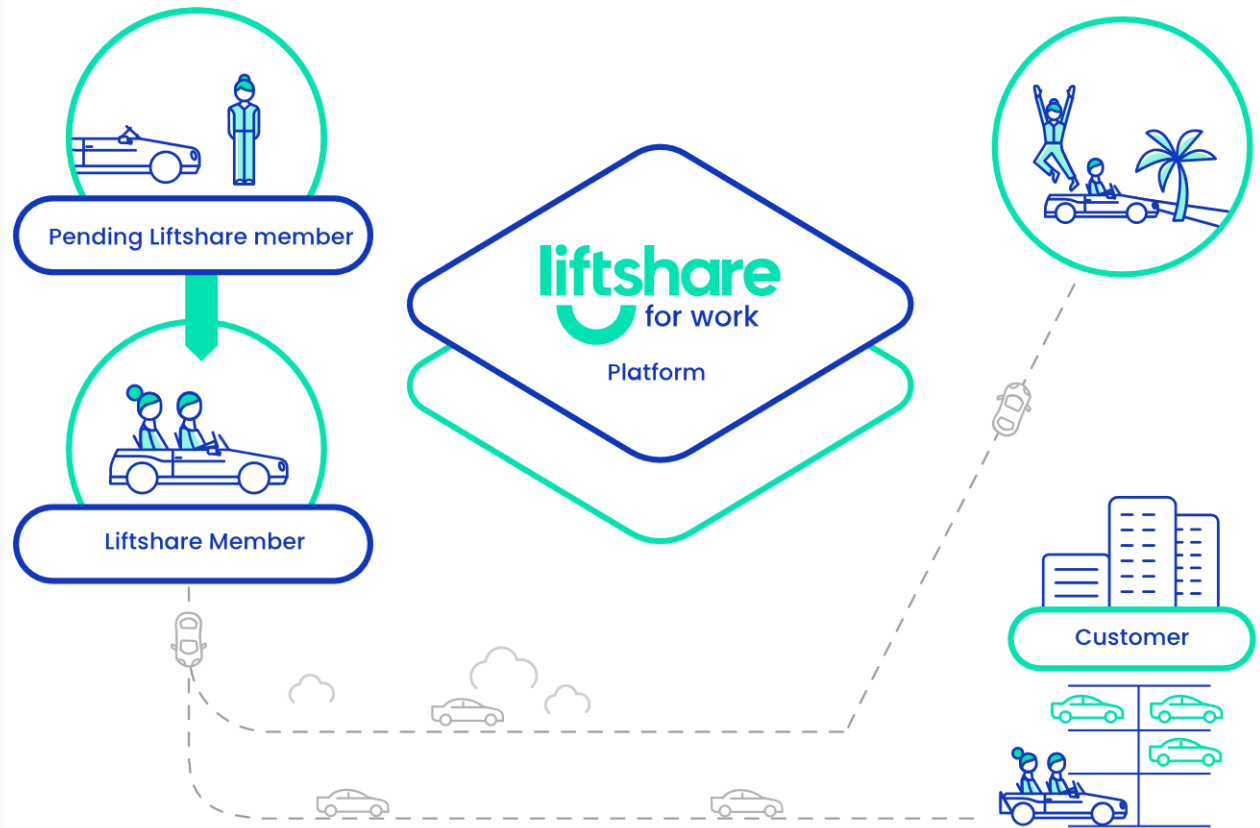 Pending Liftshare member
liftshare
for work
Platform
Liftshare Member
Customer